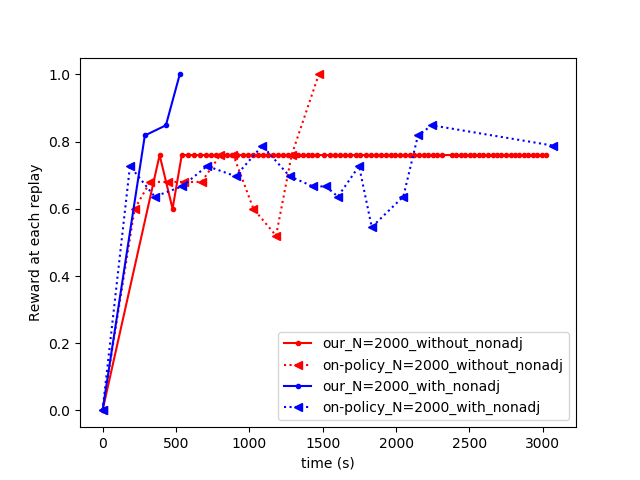 1.0
0.8
0.6
0.4
0.2
0.0
Reward at each replay
our_N=2000_without_nonadj
on-policy_N=2000_without_nonadj
our_N=2000_with_nonadj
on-policy_N=2000_with_nonadj
0 500 1000 1500 2000 2500 3000
time (s)